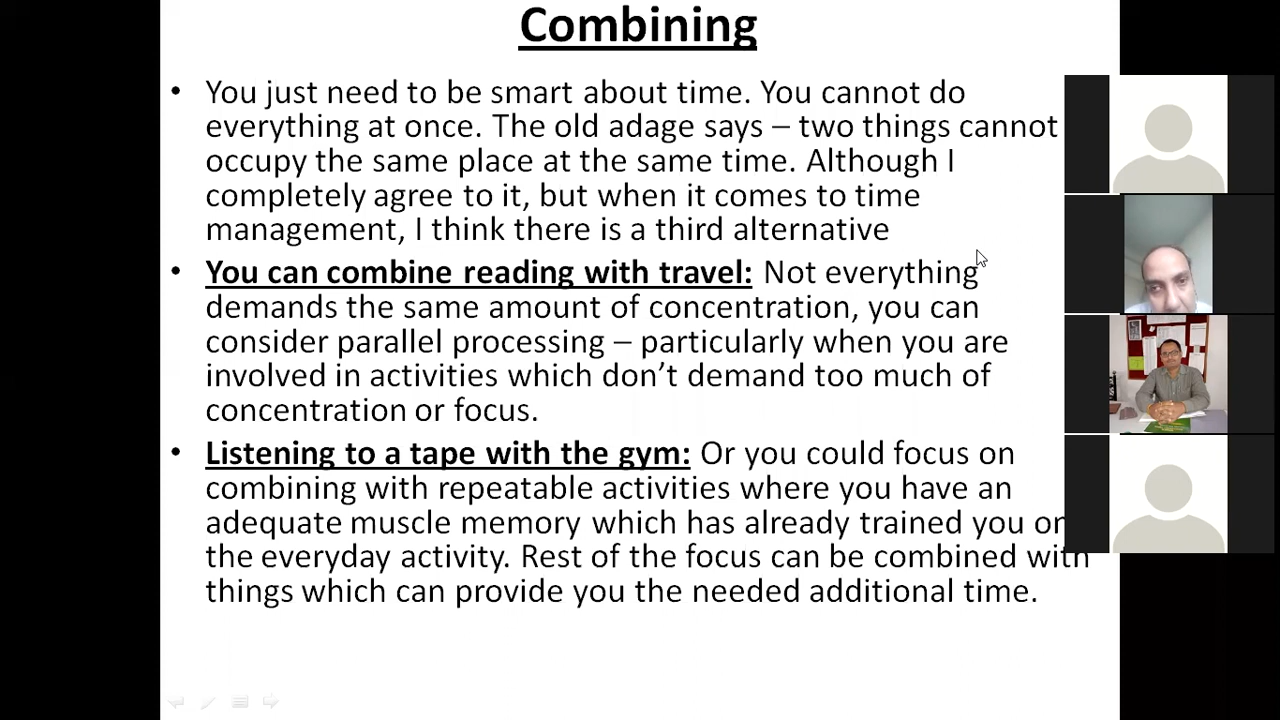 Combining
• You just need to be smart about time. You cannot do
everything at once. The old adage says – two things cannot
occupy the same place at the same time. Although I
completely agree to it, but when it comes to time
management, I think there is a third alternative
• You can combine reading with travel: Not everything
demands the same amount of concentration, you can
consider parallel processing – particularly when you are
involved in activities which don’t demand too much of
concentration or focus.
• Listening to a tape with the gym: Or you could focus on
combining with repeatable activities where you have an
adequate muscle memory which has already trained you on
the everyday activity. Rest of the focus can be combined with
things which can provide you the needed additional time.